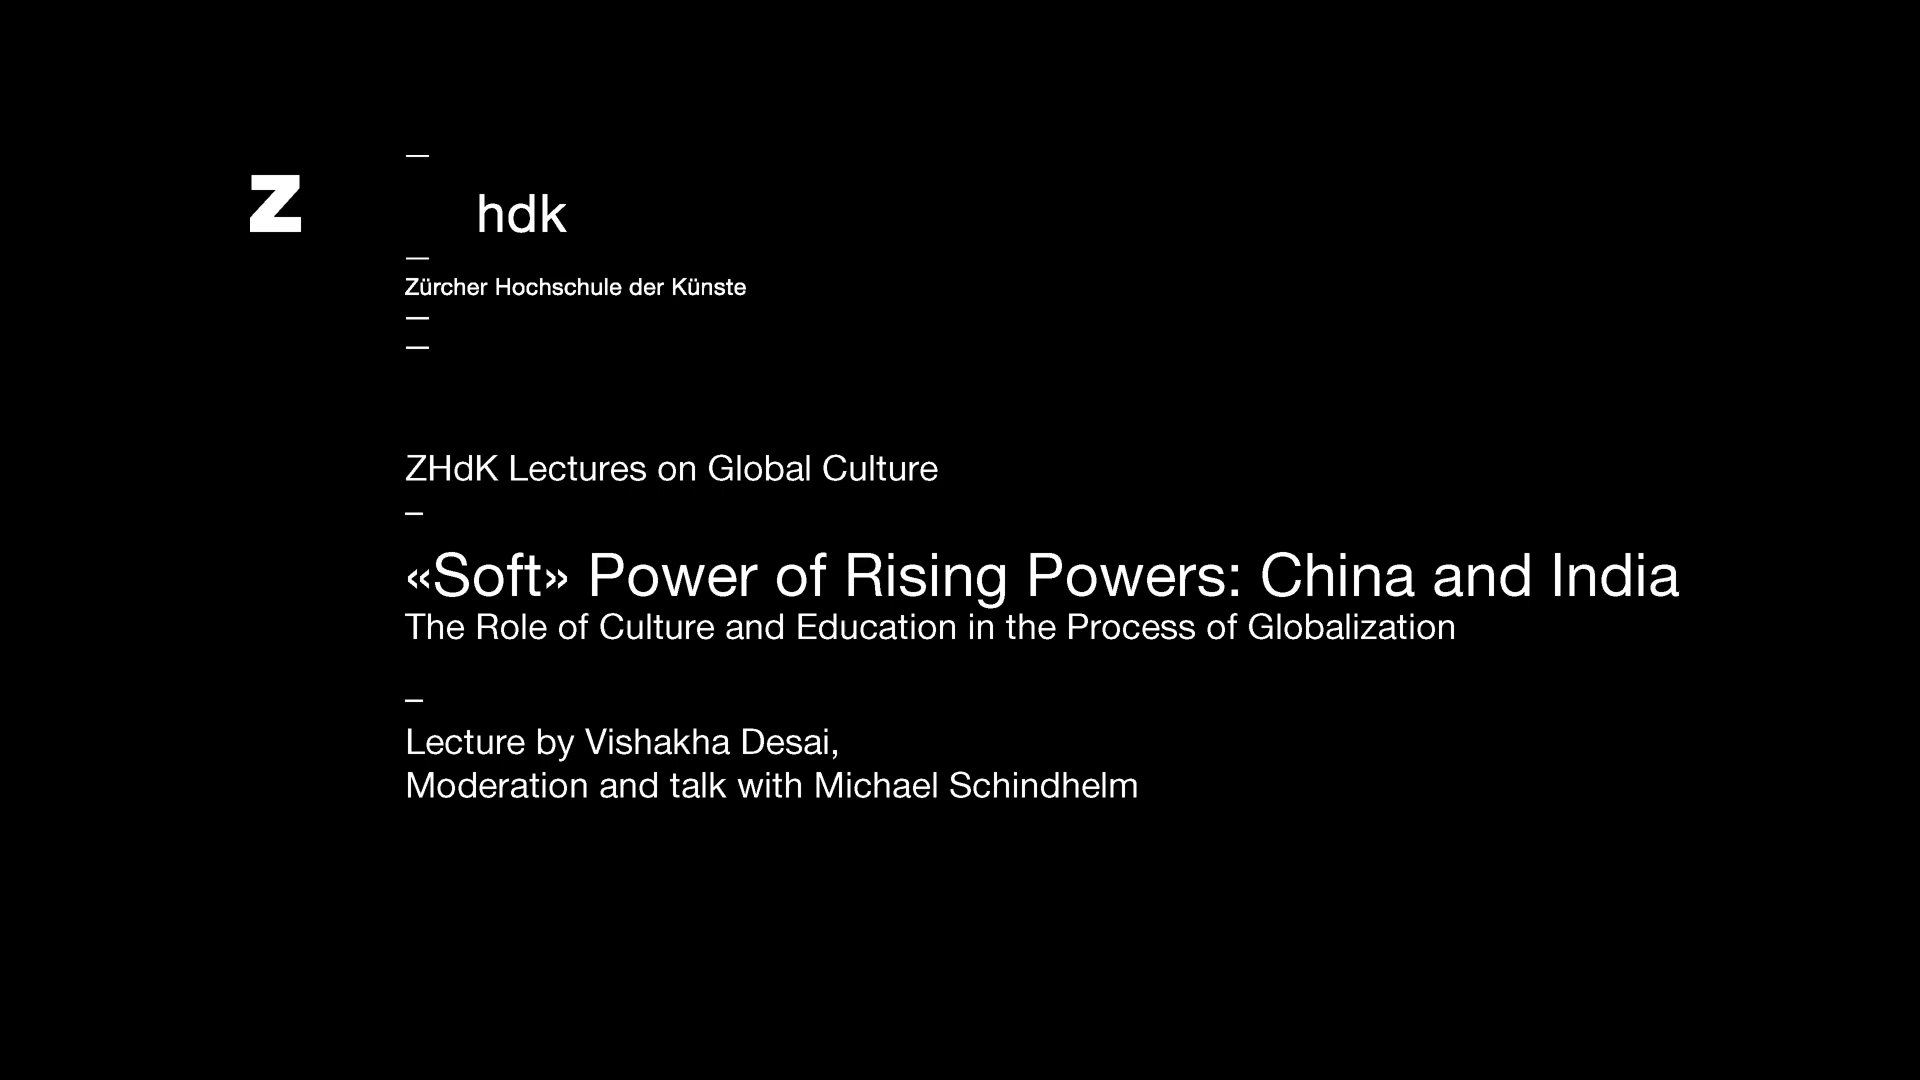 Z hdk
Zürcher Hochschule der Künste
ZHdK Lectures on Global Culture
–
«Soft» Power of Rising Powers: China and India
The Role of Culture and Education in the Process of Globalization
–
Lecture by Vishakha Desai,
Moderation and talk with Michael Schindhelm